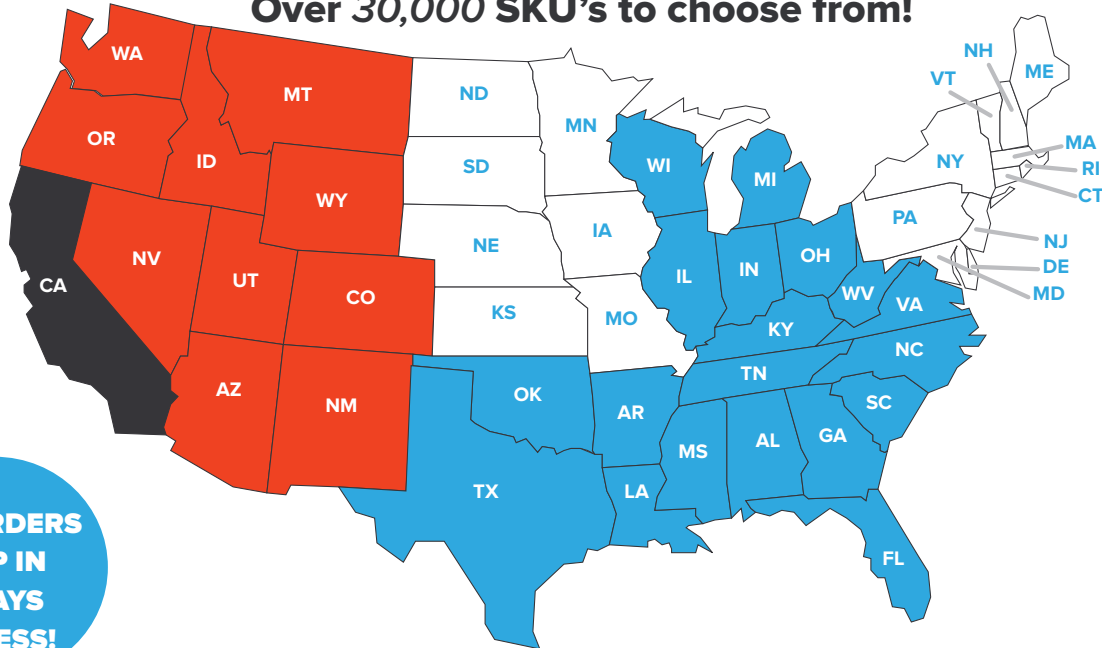 Over 30,000 SKU's to choose from!
WA
MT
ND
MN
NH
VT
ME
OR
ID
SD
WI
MI
NY
MA
RI
CT
WY
NE
IA
PA
NV
UT
CO
KS
MO
IL
IN
OH
WV
VA
NJ
DE
MD
CA
KY
NC
AZ
NM
OK
AR
TN
SC
TX
LA
MS
AL
GA
FL
IN